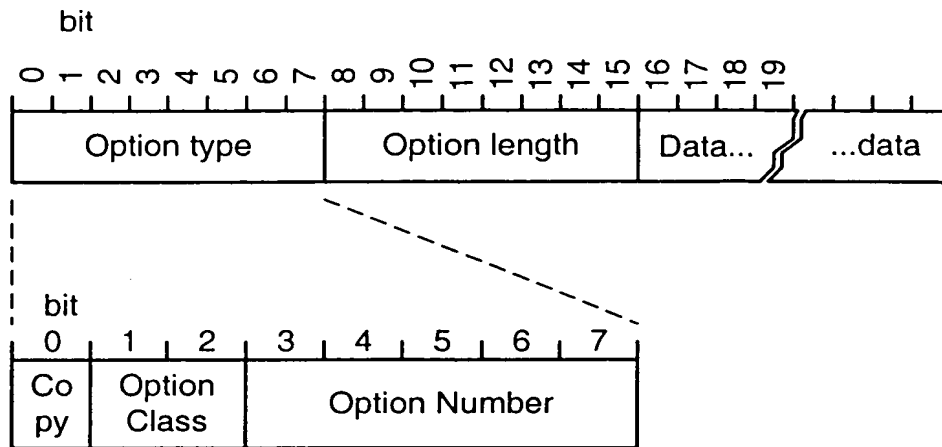 bit
0 1 2 3 4 5 6 7 8 9 10 11 12 13 14 15 16 17 18 19
Option type Option length Data... ...data
bit
0 1 2 3 4 5 6 7
Co
py
Option
Class
Option Number